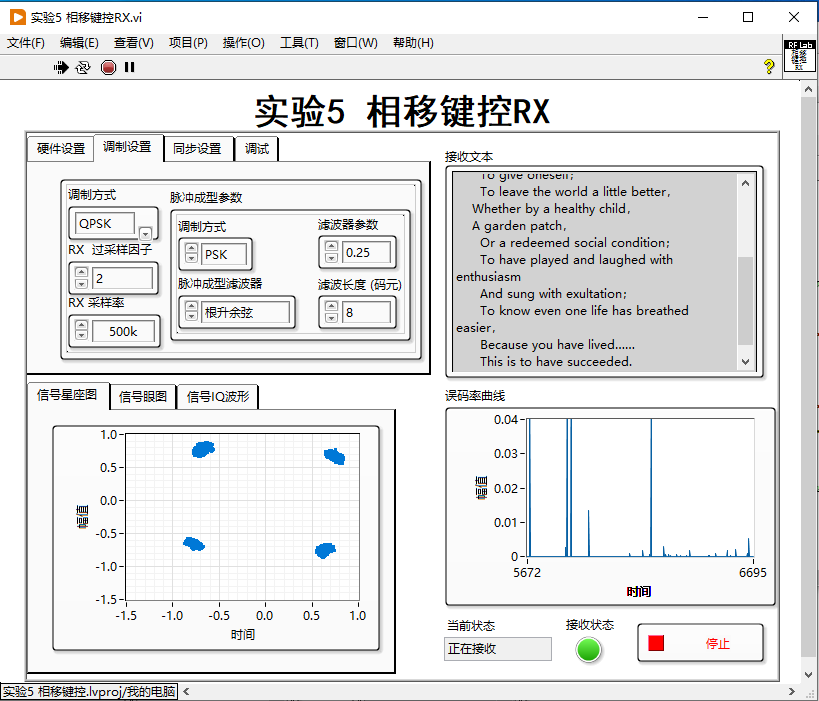 实验5 相移键控RX.vi
文件(F) 编辑(E) 查看(V) 项目(P) 操作(O) 工具(T) 窗口(W) 帮助(H)
?
RF Lab
相移
键控
RX
实验5 相移键控RX
硬件设置 调制设置 同步设置 调试
调制方式
QPSK
RX 过采样因子
2
RX 采样率
500k
脉冲成型参数
调制方式
PSK
滤波器参数
0.25
脉冲成型滤波器
根升余弦
滤波长度 (码元)
8
接收文本
To give oneself;
To leave the world a little better,
Whether by a healthy child,
A garden patch,
Or a redeemed social condition;
To have played and laughed with
enthusiasm
And sung with exultation;
To know even one life has breathed
easier,
Because you have lived......
This is to have succeeded.
信号星座图 信号眼图 信号IQ波形
幅值
1.0
0.5
0.0
-0.5
-1.0
-1.5
-1.5 -1.0 -0.5 0.0 0.5 1.0
时间
误码率曲线
幅值
0.04
0.03
0.02
0.01
0
5672 6695
时间
当前状态
正在接收
接收状态
停止
实验5 相移键控.lvproj/我的电脑